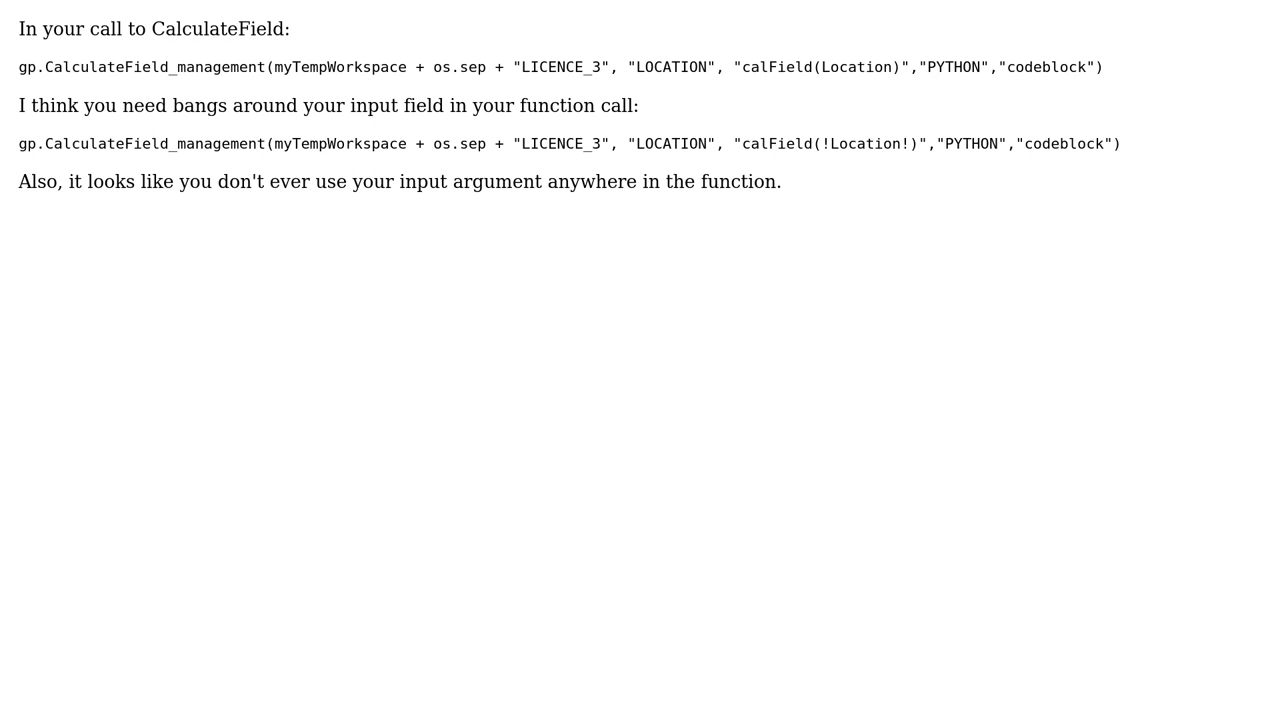 In your call to CalculateField:
gp.CalculateField_management(myTempWorkspace + os.sep + "LICENCE_3", "LOCATION", "calField(Location)","PYTHON","codeblock")
I think you need bangs around your input field in your function call:
gp.CalculateField_management(myTempWorkspace + os.sep + "LICENCE_3", "LOCATION", "calField(!Location!)","PYTHON","codeblock")
Also, it looks like you don't ever use your input argument anywhere in the function.